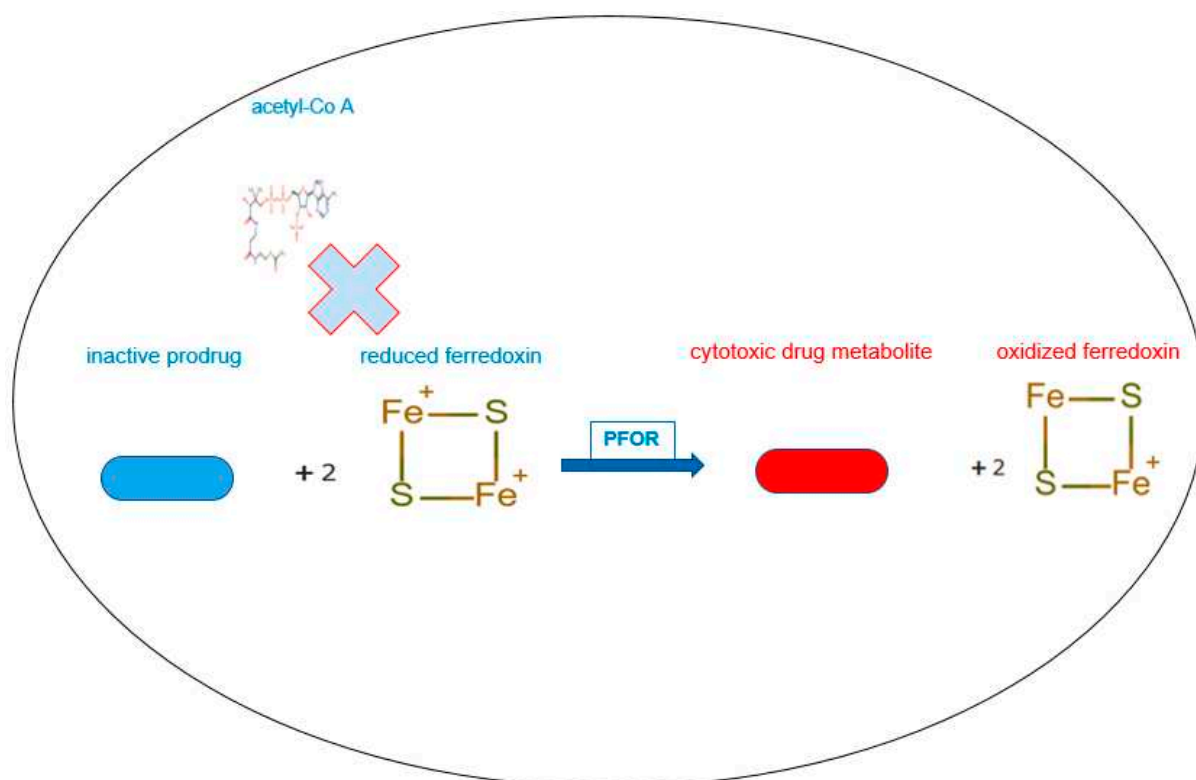 acetyl-Co A
inactive prodrug
reduced ferredoxin
cytotoxic drug metabolite
oxidized ferredoxin
PFOR
+ 2
Fe+
S
S
Fe+
+ 2
Fe
S
S
Fe+